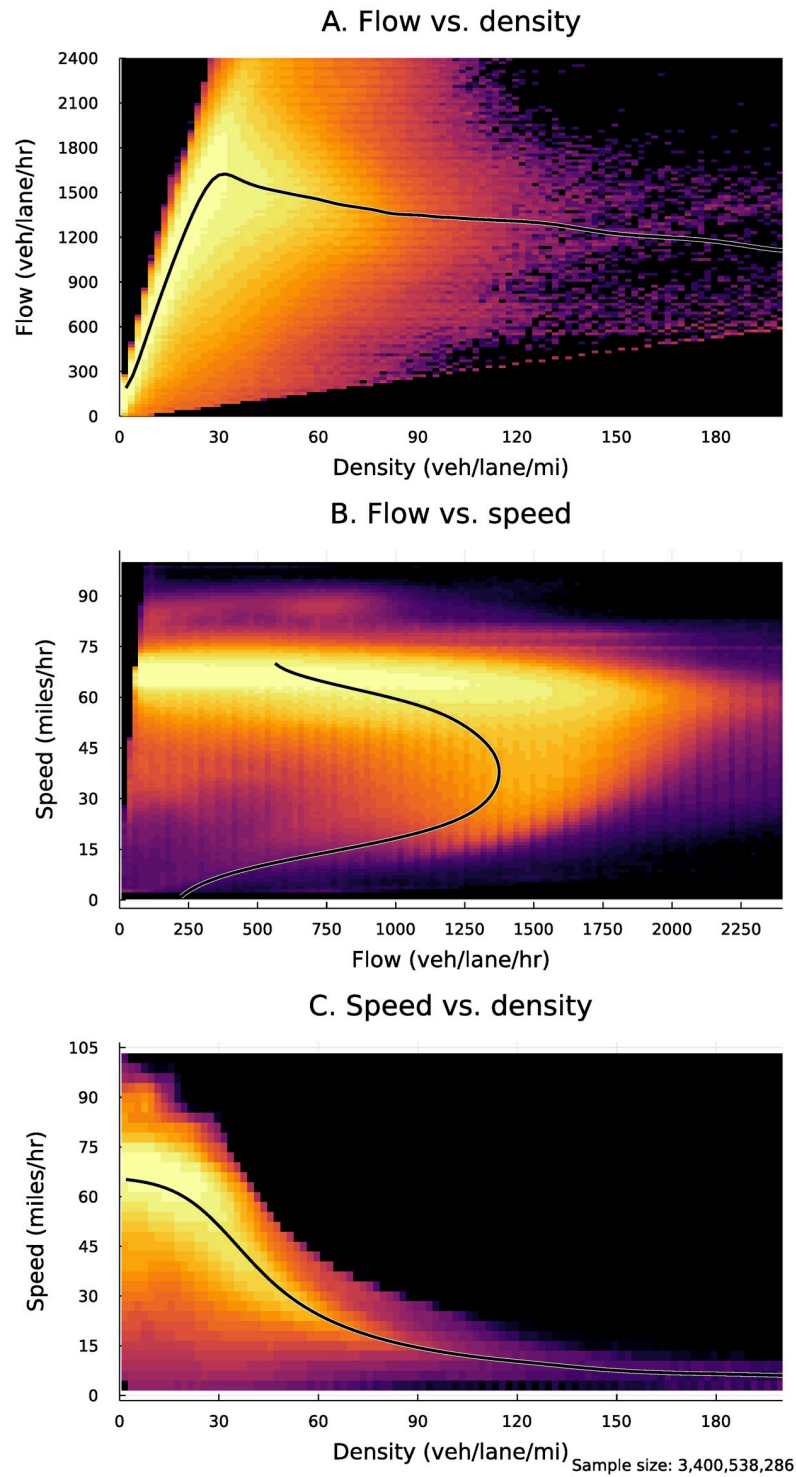 A. Flow vs. density
2400
2100
1800
1500
1200
900
600
300
0
Flow (veh/lane/hr)
0 30 60 90 120 150 180
Density (veh/lane/mi)
B. Flow vs. speed
90
75
60
45
30
15
0
Speed (miles/hr)
0 250 500 750 1000 1250 1500 1750 2000 2250
Flow (veh/lane/hr)
C. Speed vs. density
105
90
75
60
45
30
15
0
Speed (miles/hr)
0 30 60 90 120 150 180
Density (veh/lane/mi)
Sample size: 3,400,538,286